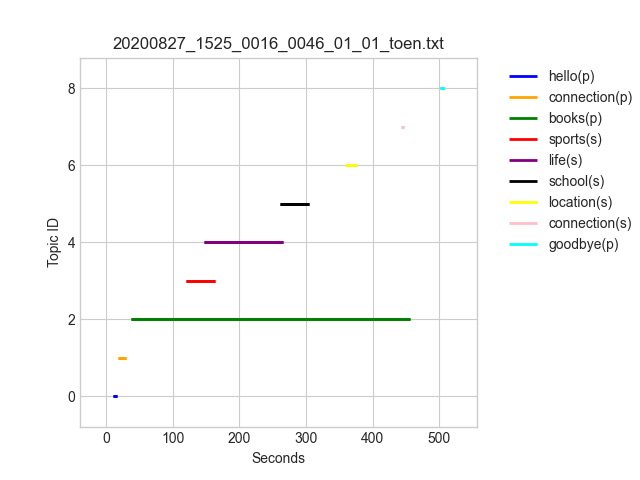 20200827_1525_0016_0046_01_01_toen.txt
hello(p)
connection(p)
books(p)
sports(s)
life(s)
school(s)
location(s)
connection(s)
goodbye(p)
Topic ID
8
6
4
2
0
0 100 200 300 400 500
Seconds